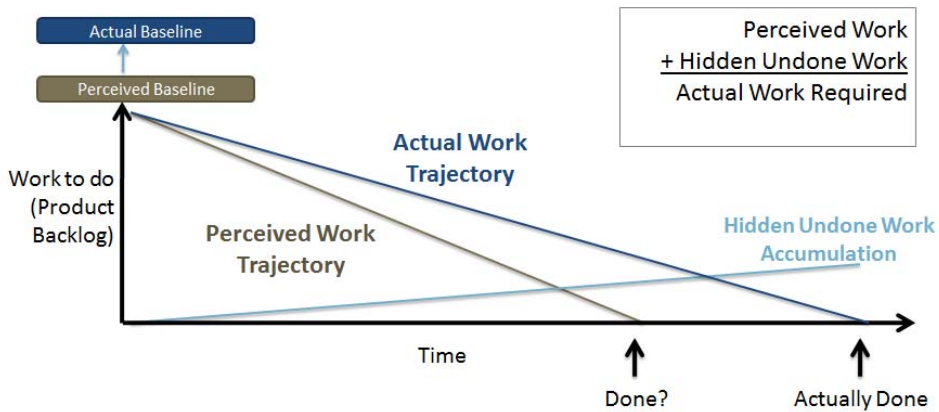 Actual Baseline
Perceived Baseline
Perceived Work
+ Hidden Undone Work
Actual Work Required
Actual Work
Trajectory
Work to do
(Product
Backlog)
Perceived Work
Trajectory
Hidden Undone Work
Accumulation
Time
Done?
Actually Done